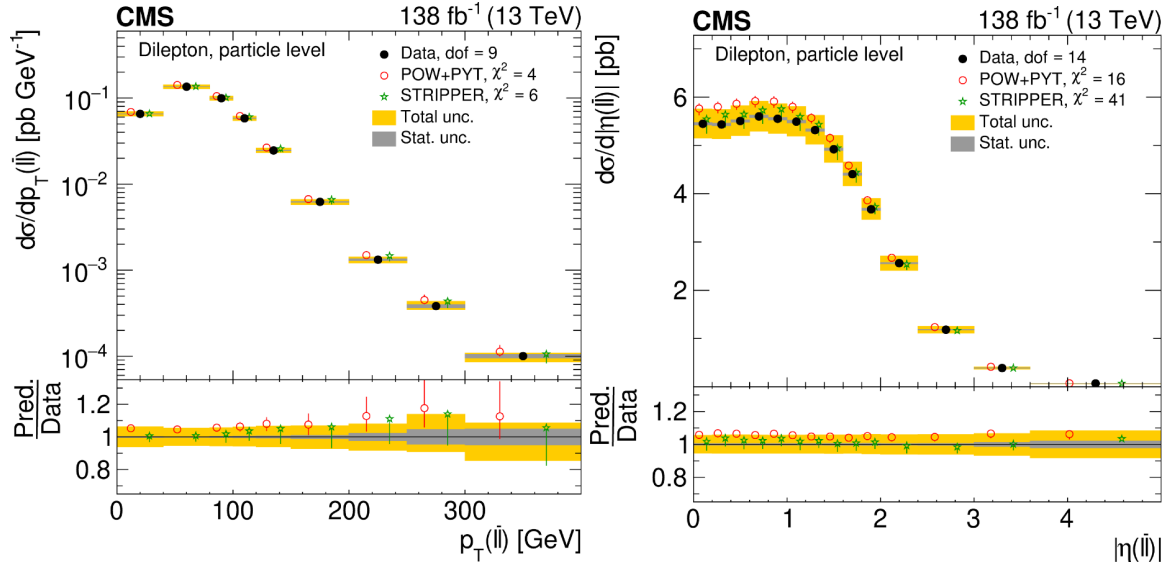 CMS 138 fb⁻¹ (13 TeV)
Dilepton, particle level
Data, dof = 9
POW+PYT, χ² = 4
STRIPPER, χ² = 6
Total unc.
Stat. unc.
dσ/dp_T(l l̄) [pb GeV⁻¹]
10⁻¹
10⁻²
10⁻³
10⁻⁴
Pred.
Data
1.2
1
0.8
0 100 200 300
p_T(l l̄) [GeV]
CMS 138 fb⁻¹ (13 TeV)
Dilepton, particle level
Data, dof = 14
POW+PYT, χ² = 16
STRIPPER, χ² = 41
Total unc.
Stat. unc.
dσ/d|η(l l̄)| [pb]
6
4
2
Pred.
Data
1.2
1
0.8
0 1 2 3 4 5
|η(l l̄)|